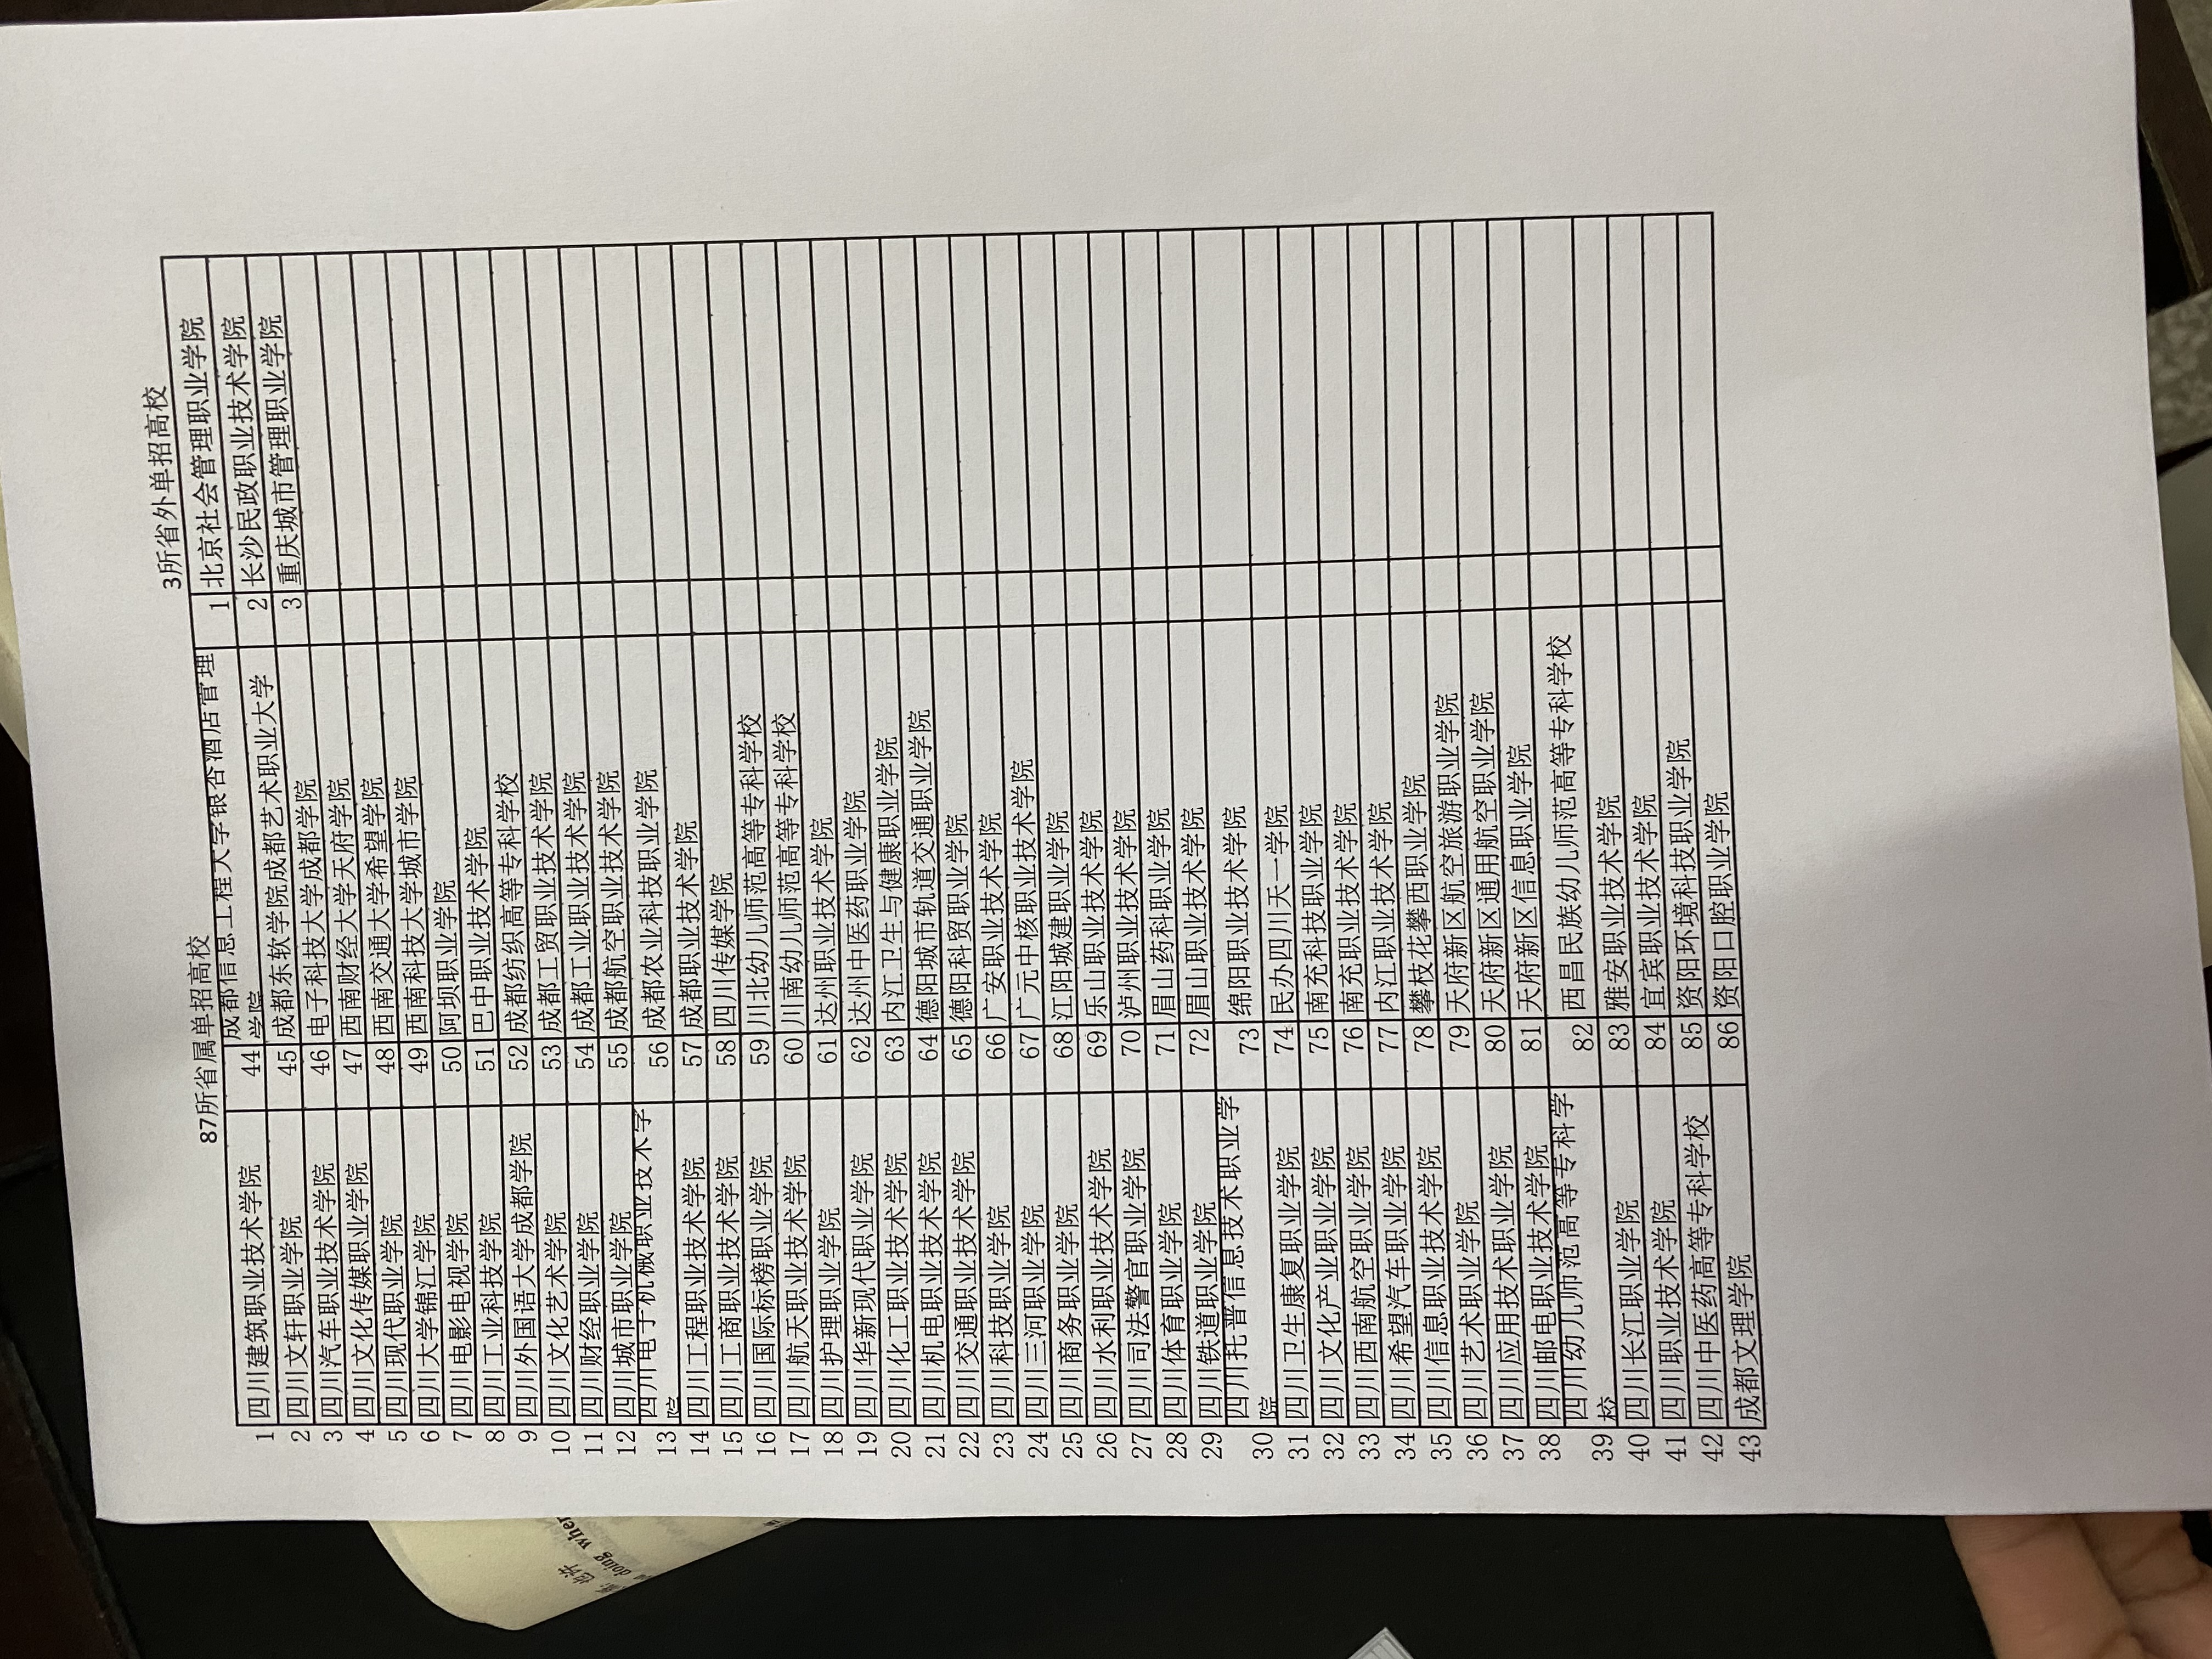 87所省属单招高校
3所省外单招高校
1 四川建筑职业技术学院 44 成都信息工程大学银杏酒店管理学院 1 北京社会管理职业学院
2 四川文轩职业学院 45 成都东软学院成都艺术职业大学 2 长沙民政职业技术学院
3 四川汽车职业技术学院 46 电子科技大学成都学院 3 重庆城市管理职业学院
4 四川文化传媒职业学院 47 西南财经大学天府学院
5 四川现代职业学院 48 西南交通大学希望学院
6 四川大学锦江学院 49 西南科技大学城市学院
7 四川电影电视学院 50 阿坝职业学院
8 四川工业科技学院 51 巴中职业技术学院
9 四川外国语大学成都学院 52 成都纺织高等专科学校
10 四川文化艺术学院 53 成都工贸职业技术学院
11 四川财经职业学院 54 成都工业职业技术学院
12 四川城市职业学院 55 成都航空职业技术学院
13 四川电子机械职业技术学院 56 成都农业科技职业学院
14 四川工程职业技术学院 57 成都职业技术学院
15 四川工商职业技术学院 58 四川传媒学院
16 四川国际标榜职业学院 59 川北幼儿师范高等专科学校
17 四川航天职业技术学院 60 川南幼儿师范高等专科学校
18 四川护理职业学院 61 达州职业技术学院
19 四川华新现代职业学院 62 达州中医药职业学院
20 四川化工职业技术学院 63 内江卫生与健康职业学院
21 四川机电职业技术学院 64 德阳城市轨道交通职业学院
22 四川交通职业技术学院 65 德阳科贸职业学院
23 四川科技职业学院 66 广安职业技术学院
24 四川三河职业学院 67 广元中核职业技术学院
25 四川商务职业学院 68 江阳城建职业学院
26 四川水利职业技术学院 69 乐山职业技术学院
27 四川司法警官职业学院 70 泸州职业技术学院
28 四川体育职业学院 71 眉山药科职业学院
29 四川铁道职业学院 72 眉山职业技术学院
30 四川托普信息技术职业学院 73 绵阳职业技术学院
31 四川卫生康复职业学院 74 民办四川天一学院
32 四川文化产业职业学院 75 南充科技职业学院
33 四川西南航空职业学院 76 南充职业技术学院
34 四川希望汽车职业学院 77 内江职业技术学院
35 四川信息职业技术学院 78 攀枝花攀西职业学院
36 四川艺术职业学院 79 天府新区航空旅游职业学院
37 四川应用技术职业学院 80 天府新区通用航空职业学院
38 四川邮电职业技术学院 81 天府新区信息职业学院
39 四川幼儿师范高等专科学校 82 西昌民族幼儿师范高等专科学校
40 四川长江职业学院 83 雅安职业技术学院
41 四川职业技术学院 84 宜宾职业技术学院
42 四川中医药高等专科学校 85 资阳环境科技职业学院
43 成都文理学院 86 资阳口腔职业学院
也许
doing when